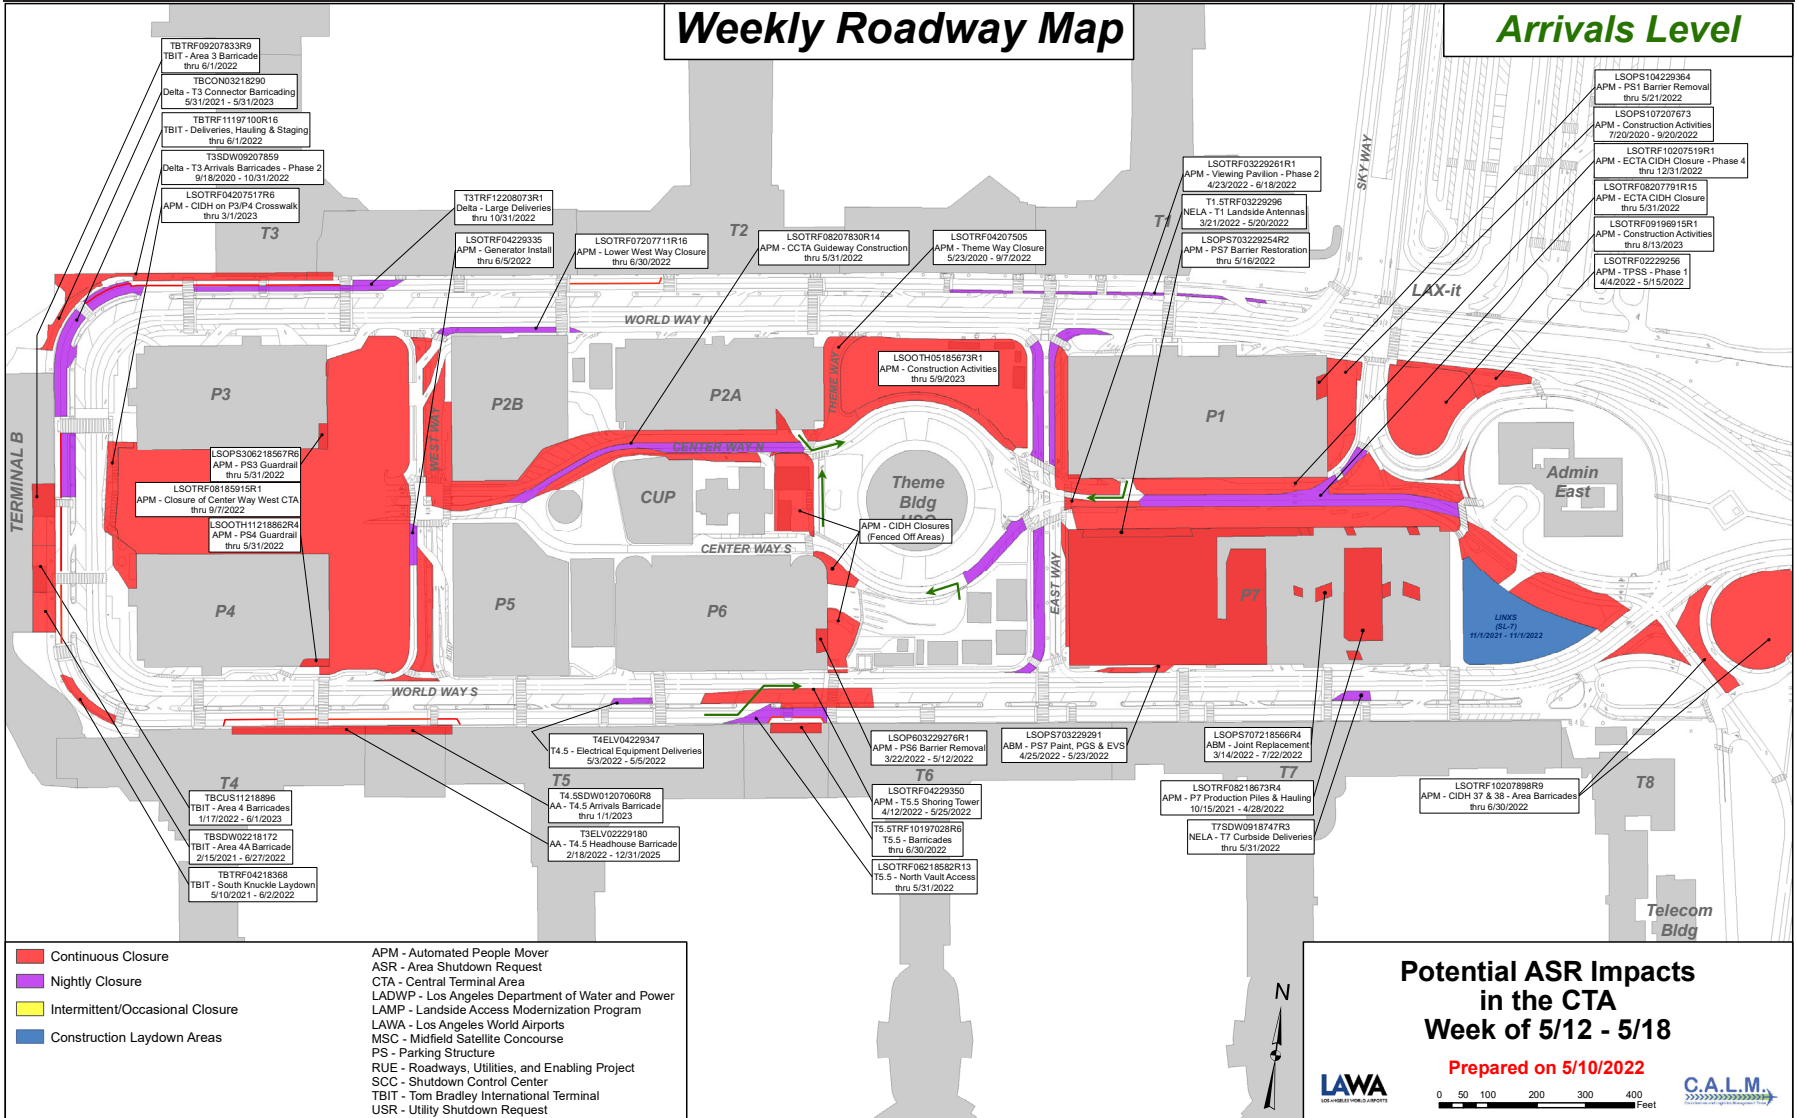 Weekly Roadway Map
Arrivals Level
TBTRF09207833R9
TBIT - Area 3 Barricade
thru 6/1/2022
TBCON03218290
Delta - T3 Connector Barricading
5/31/2021 - 5/31/2023
TBTRF11197100R16
TBIT - Deliveries, Hauling & Staging
thru 6/1/2022
T3SDW09207859
Delta - T3 Arrivals Barricades - Phase 2
9/18/2020 - 10/31/2022
LSOTRF04207517R6
APM - CIDH on P3/P4 Crosswalk
thru 3/1/2023
T3TRF12208073R1
Delta - Large Deliveries
thru 10/31/2022
LSOTRF04229335
APM - Generator Install
thru 6/5/2022
LSOTRF07207711R16
APM - Lower West Way Closure
thru 6/30/2022
LSOTRF08207830R14
APM - CCTA Guideway Construction
thru 5/31/2022
LSOTRF04207505
APM - Theme Way Closure
5/23/2020 - 9/7/2022
LSOTRF03229261R1
APM - Viewing Pavilion - Phase 2
4/23/2022 - 6/18/2022
T1.5TRF03229296
NELA - T1 Landside Antennas
3/21/2022 - 5/20/2022
LSOPS703229254R2
APM - PS7 Barrier Restoration
thru 5/16/2022
LSOPS104229364
APM - PS1 Barrier Removal
thru 5/21/2022
LSOPS107207673
APM - Construction Activities
7/20/2020 - 9/20/2022
LSOTRF10207519R1
APM - ECTA CIDH Closure - Phase 4
thru 12/31/2022
LSOTRF08207791R15
APM - ECTA CIDH Closure
thru 5/31/2022
LSOTRF09196915R1
APM - Construction Activities
thru 8/13/2023
LSOTRF02229256
APM - TPSS - Phase 1
4/4/2022 - 5/15/2022
T3
T2
T1
SKY WAY
LAX-it
WORLD WAY N
LSOOTH05185673R1
APM - Construction Activities
thru 5/9/2023
P3
P2B
P2A
THEME WAY
P1
WEST WAY
CENTER WAY N
TERMINAL B
LSOPS306218567R6
APM - PS3 Guardrail
thru 5/31/2022
LSOTRF08185915R1
APM - Closure of Center Way West CTA
thru 9/7/2022
LSOOTH11218862R4
APM - PS4 Guardrail
thru 5/31/2022
CUP
Theme
Bldg
USO
Admin
East
APM - CIDH Closures
(Fenced Off Areas)
CENTER WAY S
EAST WAY
P4
P5
P6
P7
LINXS
(SL-7)
11/1/2021 - 11/1/2022
WORLD WAY S
T4ELV04229347
T4.5 - Electrical Equipment Deliveries
5/3/2022 - 5/5/2022
LSOP603229276R1
APM - PS6 Barrier Removal
3/22/2022 - 5/12/2022
LSOPS703229291
ABM - PS7 Paint, PGS & EVS
4/25/2022 - 5/23/2022
LSOPS707218566R4
ABM - Joint Replacement
3/14/2022 - 7/22/2022
T4
T5
T6
T7
T8
TBCUS11218896
TBIT - Area 4 Barricades
1/17/2022 - 6/1/2023
TBSDW02218172
TBIT - Area 4A Barricade
2/15/2021 - 6/27/2022
TBTRF04218368
TBIT - South Knuckle Laydown
5/10/2021 - 6/2/2022
T4.5SDW01207060R8
AA - T4.5 Arrivals Barricade
thru 1/1/2023
T3ELV02229180
AA - T4.5 Headhouse Barricade
2/18/2022 - 12/31/2025
LSOTRF04229350
APM - T5.5 Shoring Tower
4/12/2022 - 5/25/2022
T5.5TRF10197028R6
T5.5 - Barricades
thru 6/30/2022
LSOTRF06218582R13
T5.5 - North Vault Access
thru 5/31/2022
LSOTRF08218673R4
APM - P7 Production Piles & Hauling
10/15/2021 - 4/28/2022
T7SDW0918747R3
NELA - T7 Curbside Deliveries
thru 5/31/2022
LSOTRF10207898R9
APM - CIDH 37 & 38 - Area Barricades
thru 6/30/2022
Telecom
Bldg
Continuous Closure
Nightly Closure
Intermittent/Occasional Closure
Construction Laydown Areas
APM - Automated People Mover
ASR - Area Shutdown Request
CTA - Central Terminal Area
LADWP - Los Angeles Department of Water and Power
LAMP - Landside Access Modernization Program
LAWA - Los Angeles World Airports
MSC - Midfield Satellite Concourse
PS - Parking Structure
RUE - Roadways, Utilities, and Enabling Project
SCC - Shutdown Control Center
TBIT - Tom Bradley International Terminal
USR - Utility Shutdown Request
N
Potential ASR Impacts
in the CTA
Week of 5/12 - 5/18
Prepared on 5/10/2022
LAWA
LOS ANGELES WORLD AIRPORTS
0 50 100 200 300 400
Feet
C.A.L.M.